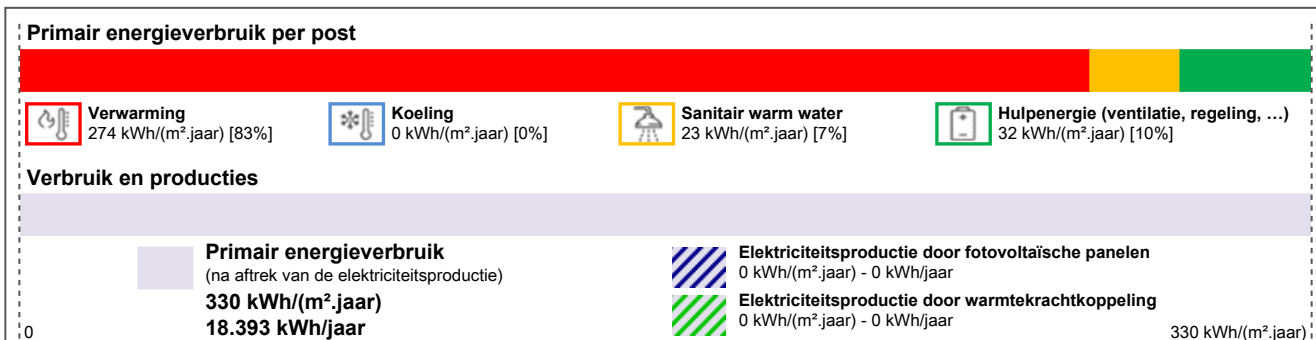 Primair energieverbruik per post
Verwarming
274 kWh/(m².jaar) [83%]
Koeling
0 kWh/(m².jaar) [0%]
Sanitair warm water
23 kWh/(m².jaar) [7%]
Hulpenergie (ventilatie, regeling, …)
32 kWh/(m².jaar) [10%]
Verbruik en producties
Primair energieverbruik
(na aftrek van de elektriciteitsproductie)
330 kWh/(m².jaar)
18.393 kWh/jaar
Elektriciteitsproductie door fotovoltaïsche panelen
0 kWh/(m².jaar) - 0 kWh/jaar
Elektriciteitsproductie door warmtekrachtkoppeling
0 kWh/(m².jaar) - 0 kWh/jaar
0
330 kWh/(m².jaar)